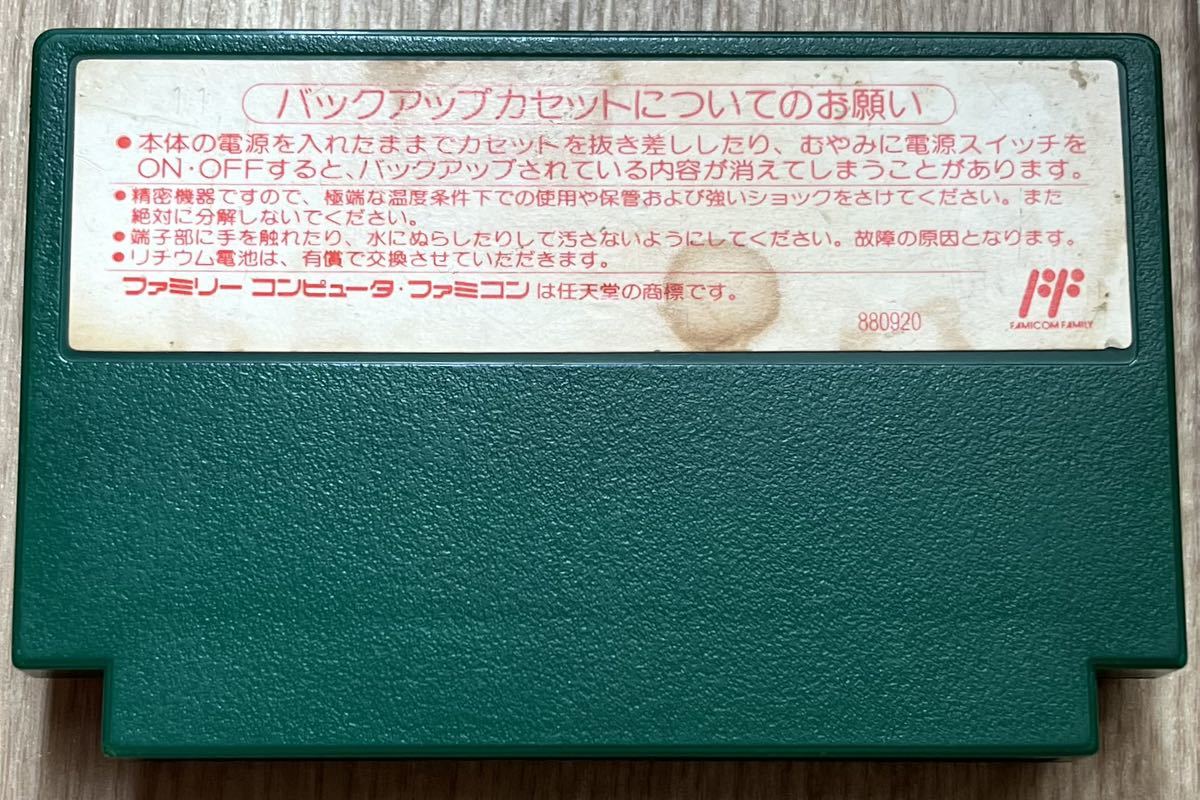 11
バックアップカセットについてのお願い
●本体の電源を入れたままでカセットを抜き差ししたり、むやみに電源スイッチを
ON・OFFすると、バックアップされている内容が消えてしまうことがあります。
●精密機器ですので、極端な温度条件下での使用や保管および強いショックをさけてください。また
絶対に分解しないでください。
●端子部に手を触れたり、水にぬらしたりして汚さないようにしてください。故障の原因となります。
●リチウム電池は、有償で交換させていただきます。
ファミリーコンピュータ・ファミコンは任天堂の商標です。
880920
FAMICOM FAMILY